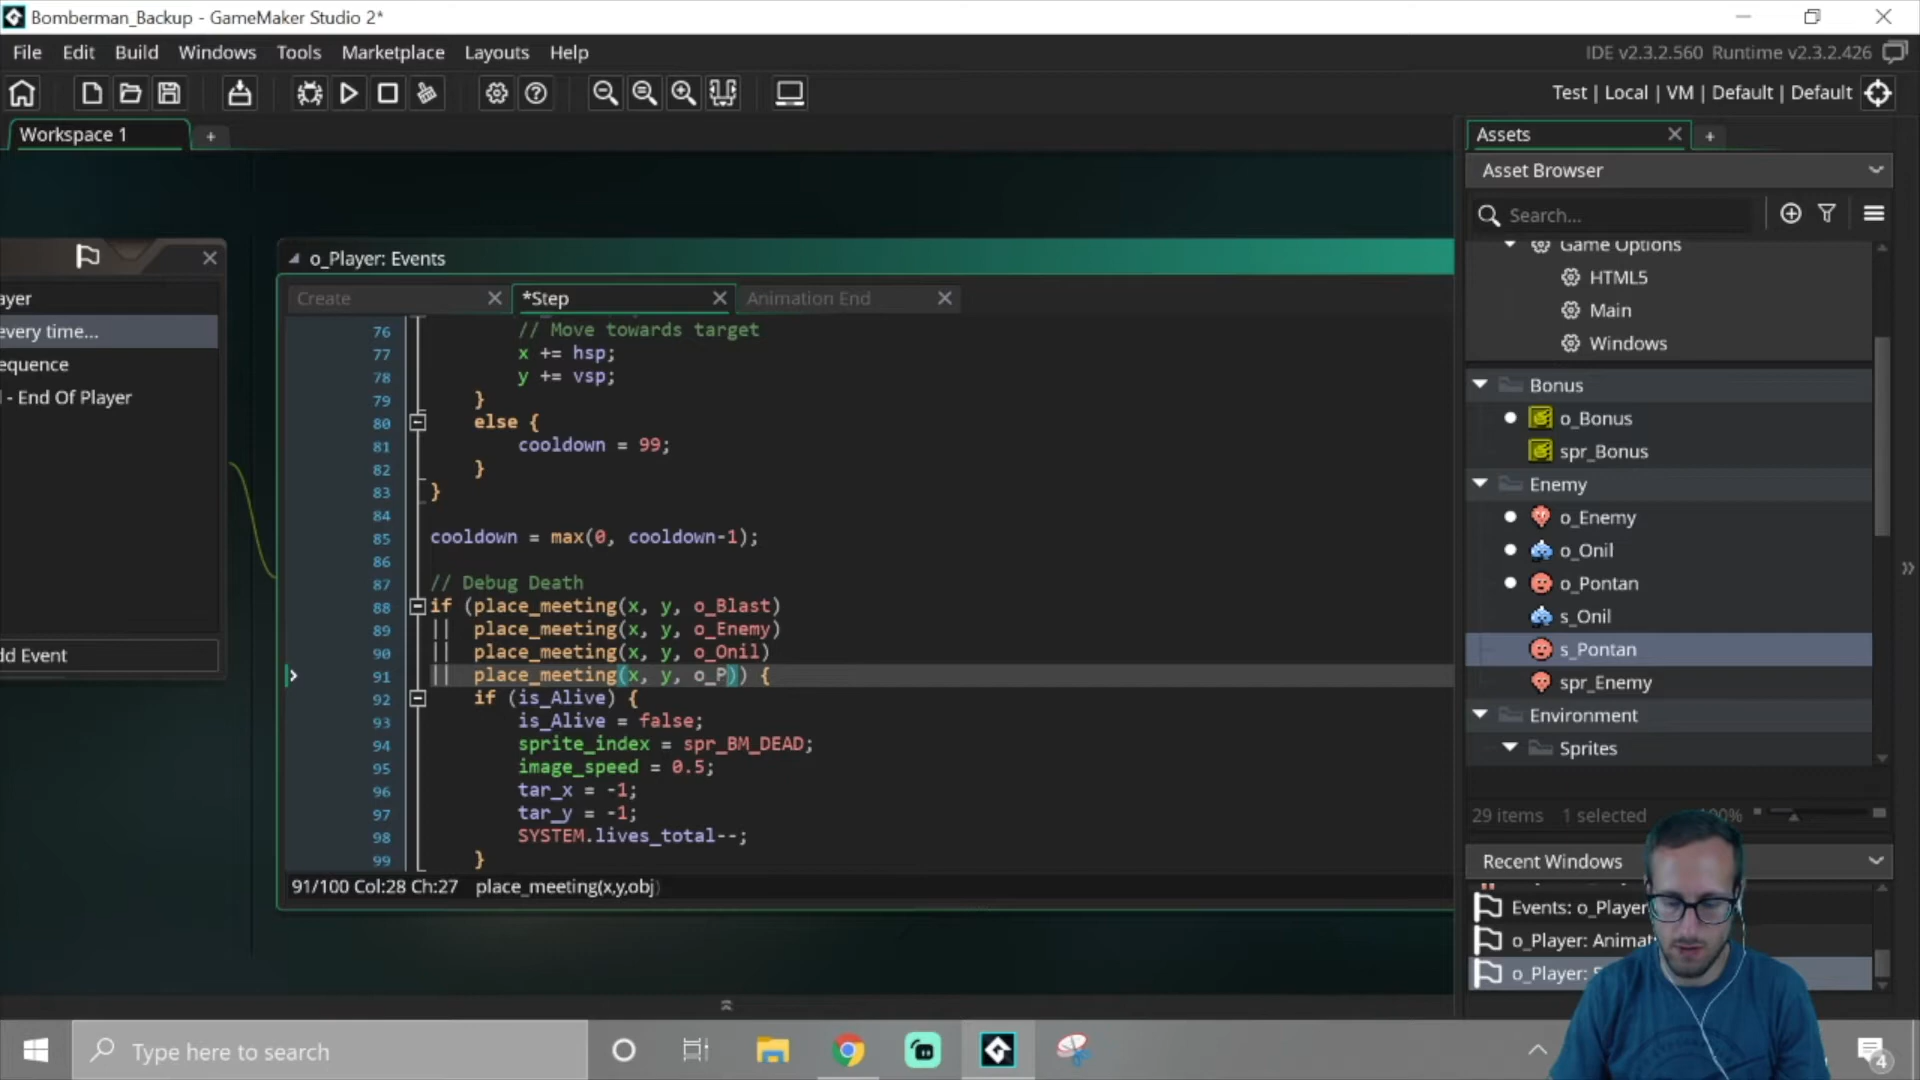 Bomberman_Backup - GameMaker Studio 2*
File Edit Build Windows Tools Marketplace Layouts Help
IDE v2.3.2.560 Runtime v2.3.2.426
Test | Local | VM | Default | Default
Workspace 1
+
Assets
+
Asset Browser
Search...
Game Options
HTML5
Main
Windows
Bonus
o_Bonus
spr_Bonus
Enemy
o_Enemy
o_Onil
o_Pontan
s_Onil
s_Pontan
spr_Enemy
Environment
Sprites
29 items 1 selected
Recent Windows
Events: o_Player
o_Player:
o_Player:
ayer
every time...
equence
- End Of Player
dd Event
o_Player: Events
Create
*Step
Animation End
76 // Move towards target
77 x += hsp;
78 y += vsp;
79 }
80 else {
81 cooldown = 99;
82 }
83 }
84
85 cooldown = max(0, cooldown-1);
86
87 // Debug Death
88 if (place_meeting(x, y, o_Blast)
89 || place_meeting(x, y, o_Enemy)
90 || place_meeting(x, y, o_Onil)
91 || place_meeting(x, y, o_P)) {
92 if (is_Alive) {
93 is_Alive = false;
94 sprite_index = spr_BM_DEAD;
95 image_speed = 0.5;
96 tar_x = -1;
97 tar_y = -1;
98 SYSTEM.lives_total--;
99 }
91/100 Col:28 Ch:27 place_meeting(x,y,obj)
Type here to search
4